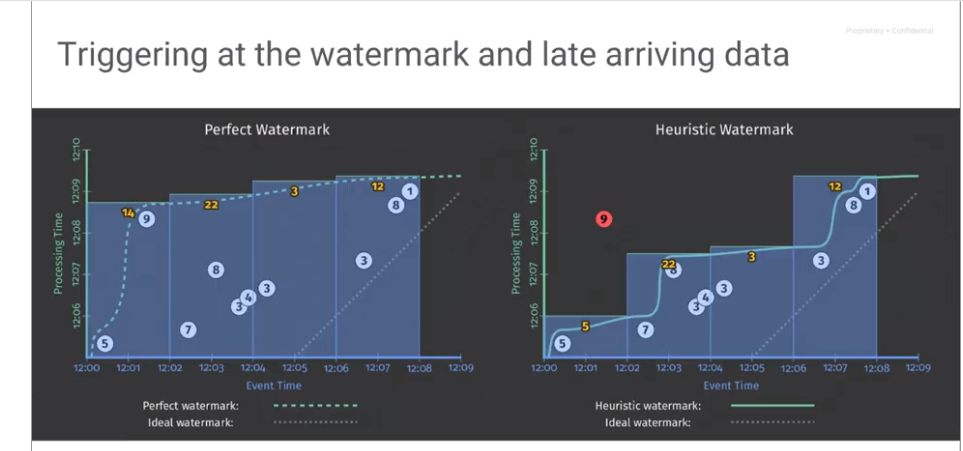 Proprietary + Confidential
Triggering at the watermark and late arriving data
Perfect Watermark
Processing Time
12:10
12:09
12:08
12:07
12:06
14
9
22
3
12
1
8
3
8
3
4
3
7
5
12:00 12:01 12:02 12:03 12:04 12:05 12:06 12:07 12:08 12:09
Event Time
Perfect watermark:
Ideal watermark:
Heuristic Watermark
Processing Time
12:10
12:09
12:08
12:07
12:06
9
12
1
8
22
8
3
3
3
4
3
5
7
5
12:00 12:01 12:02 12:03 12:04 12:05 12:06 12:07 12:08 12:09
Event Time
Heuristic watermark:
Ideal watermark: